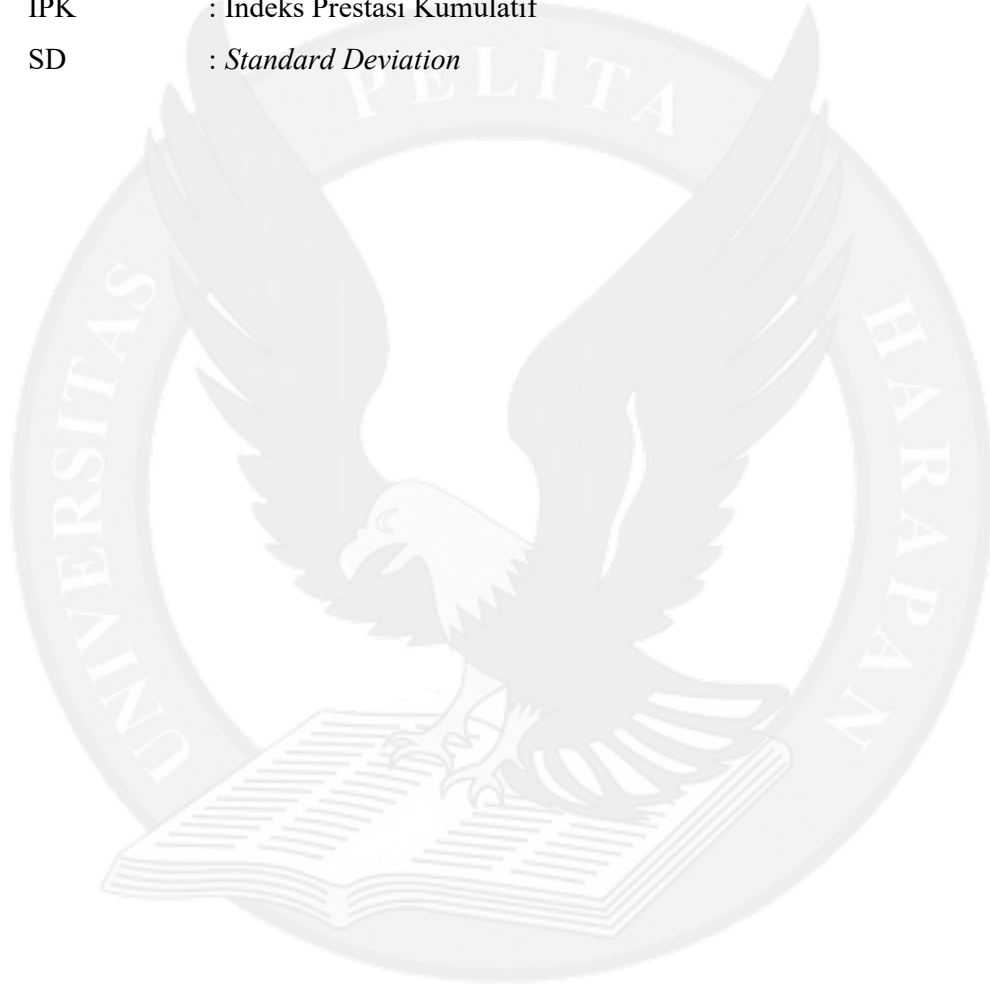 IPK : Indeks Prestasi Kumulatif
SD : Standard Deviation
UNIVERSITAS PELITA HARAPAN